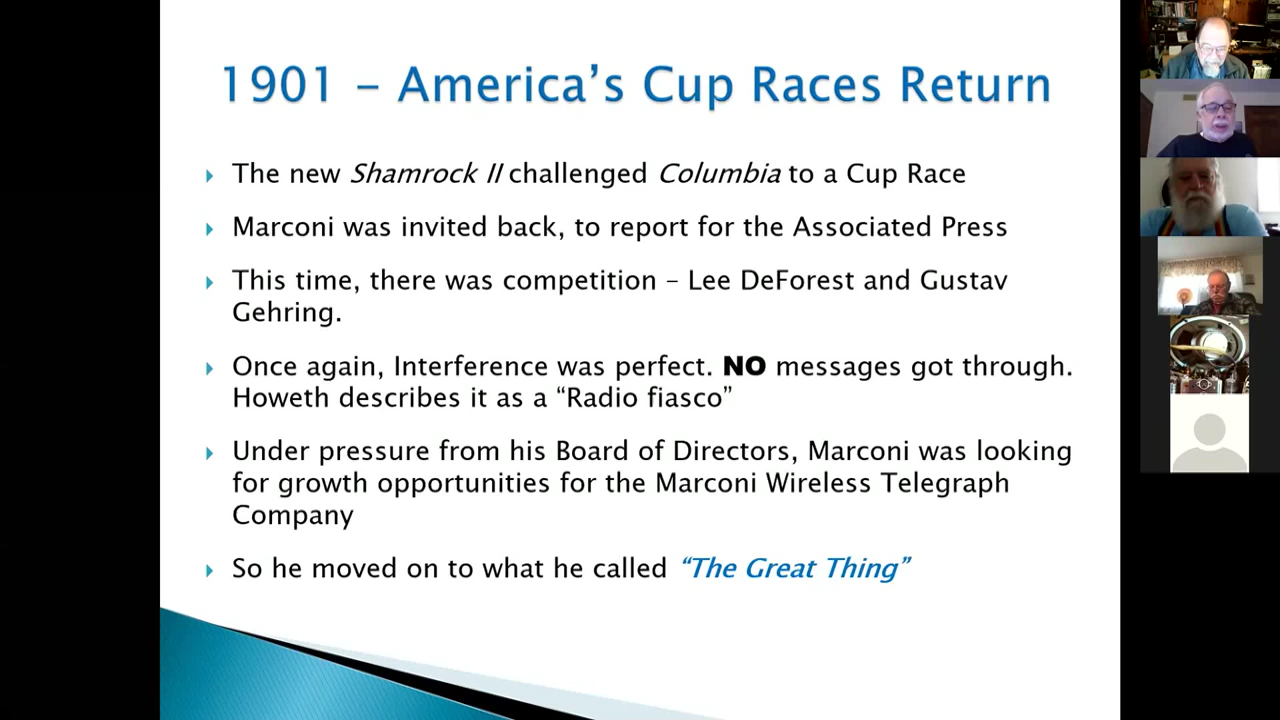 1901 – America’s Cup Races Return
The new Shamrock II challenged Columbia to a Cup Race
Marconi was invited back, to report for the Associated Press
This time, there was competition – Lee DeForest and Gustav
Gehring.
Once again, Interference was perfect. NO messages got through.
Howeth describes it as a “Radio fiasco”
Under pressure from his Board of Directors, Marconi was looking
for growth opportunities for the Marconi Wireless Telegraph
Company
So he moved on to what he called “The Great Thing”